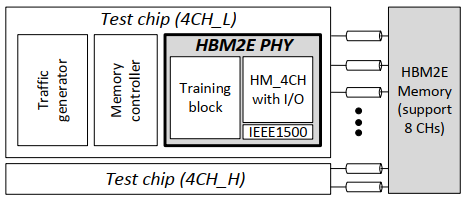 Test chip (4CH_L)
Traffic
generator
Memory
controller
HBM2E PHY
Training
block
HM_4CH
with I/O
IEEE1500
HBM2E
Memory
(support
8 CHs)
Test chip (4CH_H)